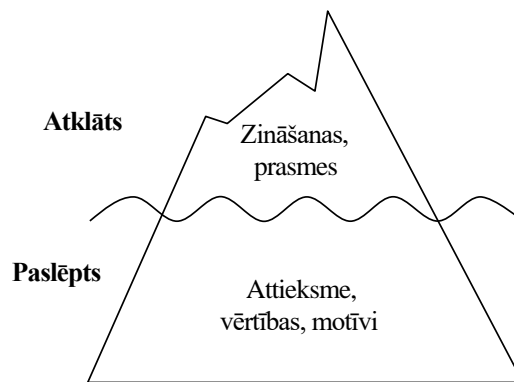 Atklāts
Zināšanas,
prasmes
Paslēpts
Attieksme,
vērtības, motīvi